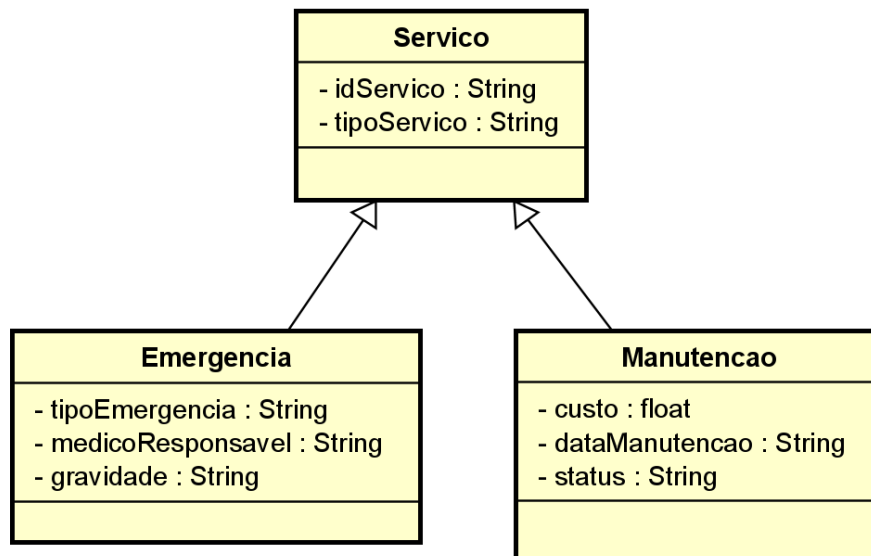 Servico
- idServico : String
- tipoServico : String
Emergencia
- tipoEmergencia : String
- medicoResponsavel : String
- gravidade : String
Manutencao
- custo : float
- dataManutencao : String
- status : String